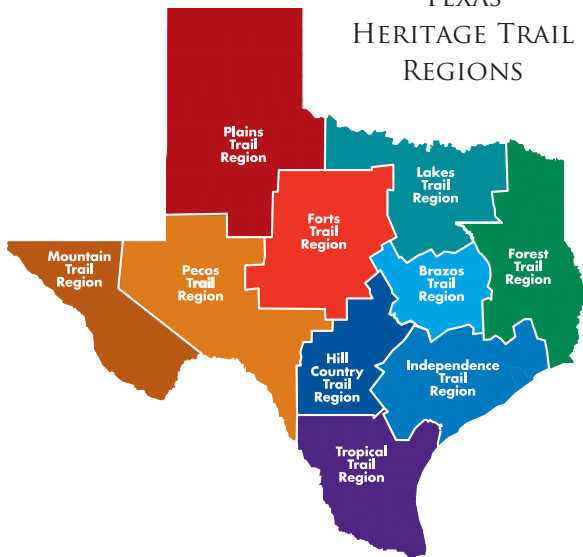 TEXAS
HERITAGE TRAIL
REGIONS
Plains
Trail
Region
Lakes
Trail
Region
Forts
Trail
Region
Mountain
Trail
Region
Pecos
Trail
Region
Brazos
Trail
Region
Forest
Trail
Region
Hill
Country
Trail
Region
Independence
Trail
Region
Tropical
Trail
Region